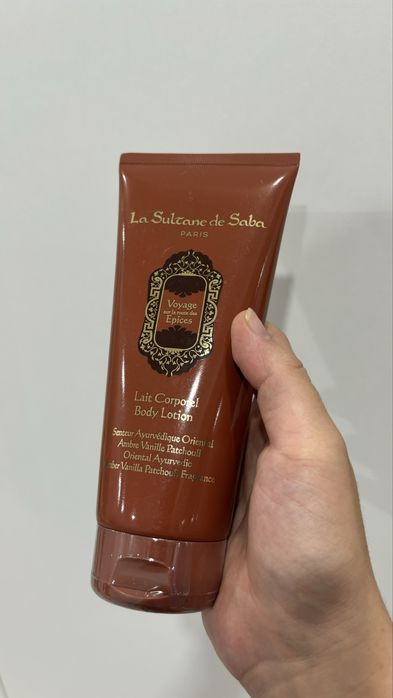 La Sultane de Saba
PARIS
Voyage
sur la route des
Epices
Lait Corporel
Body Lotion
Senteur Ayurvédique Oriental
Ambre Vanille Patchouli
Oriental Ayurvedic
Amber Vanilla Patchouli Fragrance